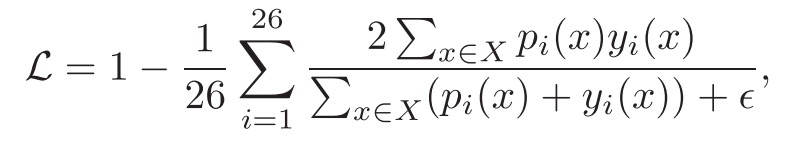 \mathcal{L} = 1 - \frac{1}{26} \sum_{i=1}^{26} \frac{2 \sum_{x \in X} p_i(x) y_i(x)}{\sum_{x \in X} (p_i(x) + y_i(x)) + \epsilon},